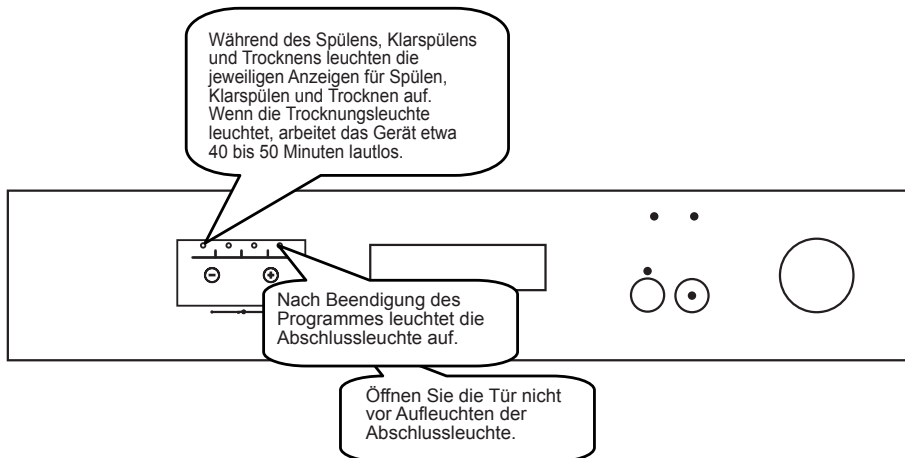 Während des Spülens, Klarspülens
und Trocknens leuchten die
jeweiligen Anzeigen für Spülen,
Klarspülen und Trocknen auf.
Wenn die Trocknungsleuchte
leuchtet, arbeitet das Gerät etwa
40 bis 50 Minuten lautlos.
Nach Beendigung des
Programmes leuchtet die
Abschlussleuchte auf.
Öffnen Sie die Tür nicht
vor Aufleuchten der
Abschlussleuchte.